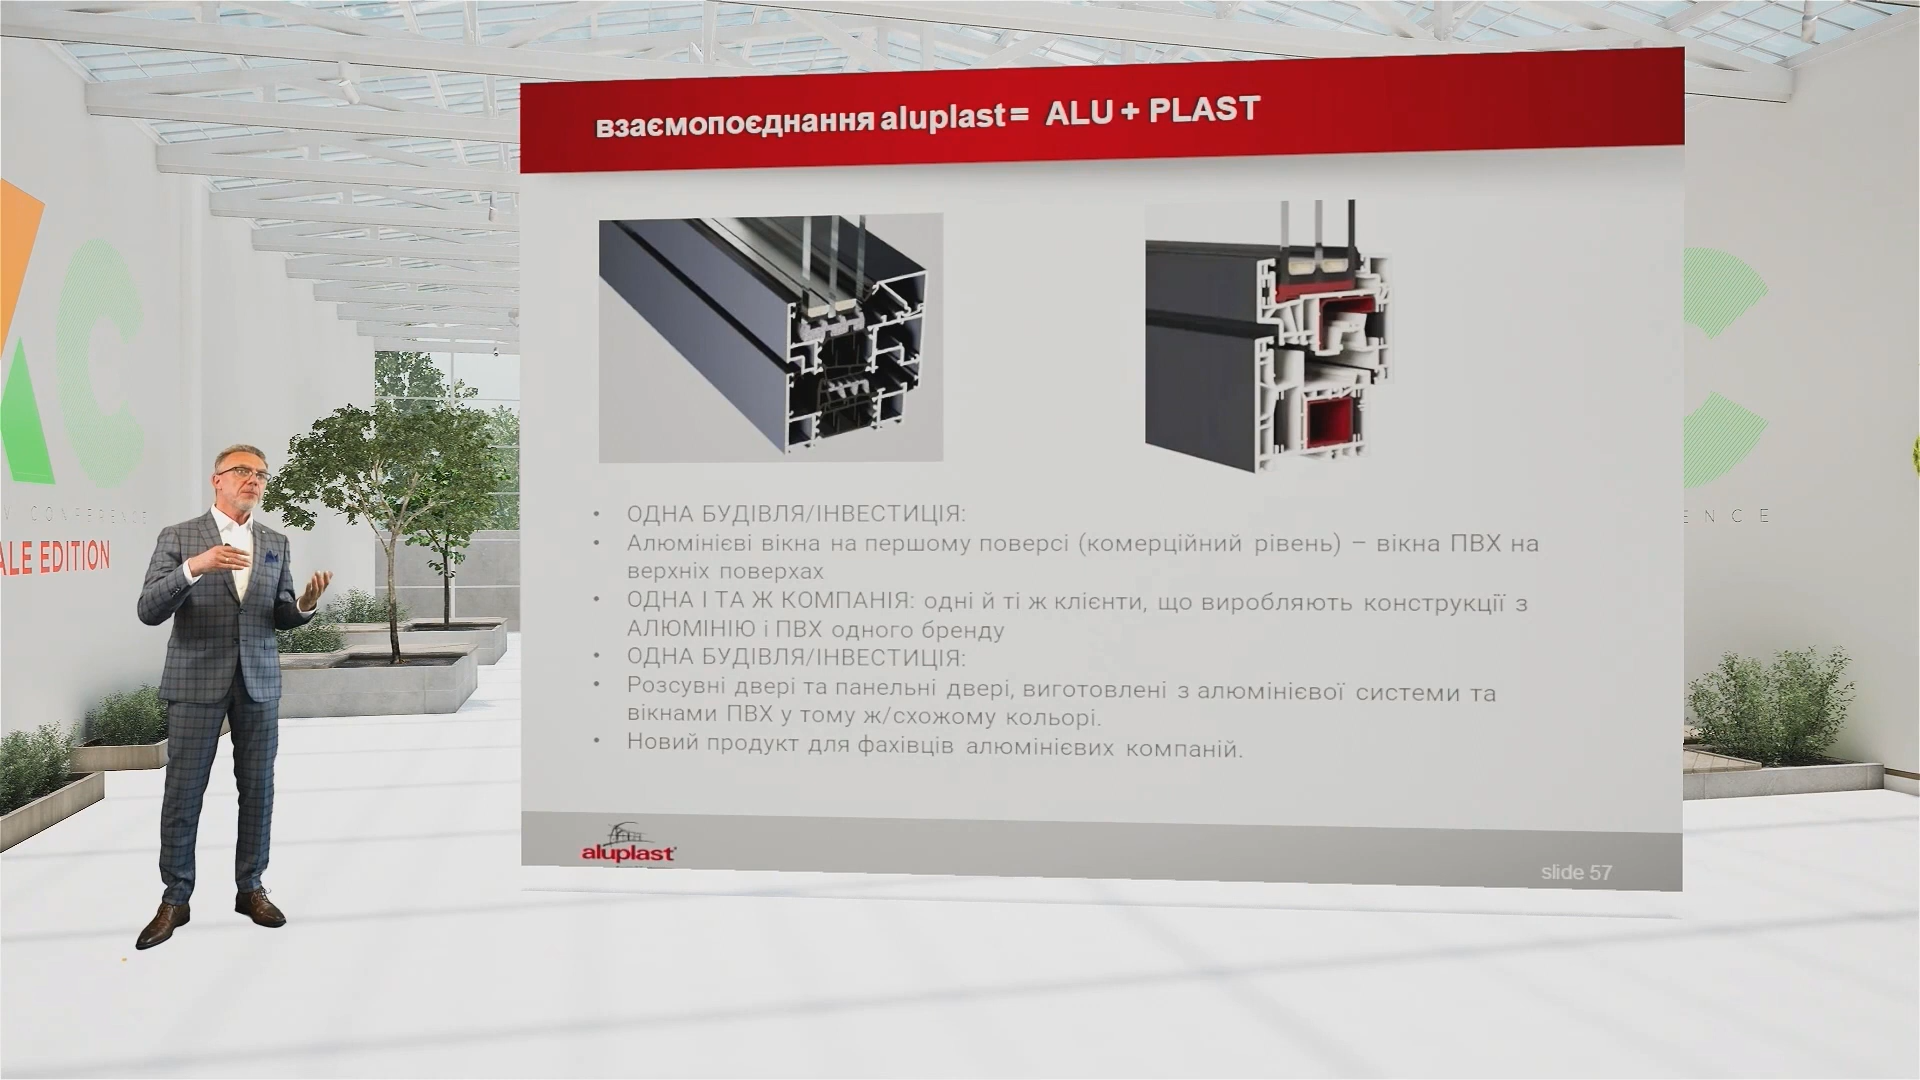 взаємопоєднання aluplast = ALU + PLAST
• ОДНА БУДІВЛЯ/ІНВЕСТИЦІЯ:
• Алюмінієві вікна на першому поверсі (комерційний рівень) – вікна ПВХ на
верхніх поверхах
• ОДНА І ТА Ж КОМПАНІЯ: одні й ті ж клієнти, що виробляють конструкції з
АЛЮМІНІЮ і ПВХ одного бренду
• ОДНА БУДІВЛЯ/ІНВЕСТИЦІЯ:
• Розсувні двері та панельні двері, виготовлені з алюмінієвої системи та
вікнами ПВХ у тому ж/схожому кольорі.
• Новий продукт для фахівців алюмінієвих компаній.
aluplast®
slide 57
C
CONFERENCE
ALE EDITION
C
ENCE